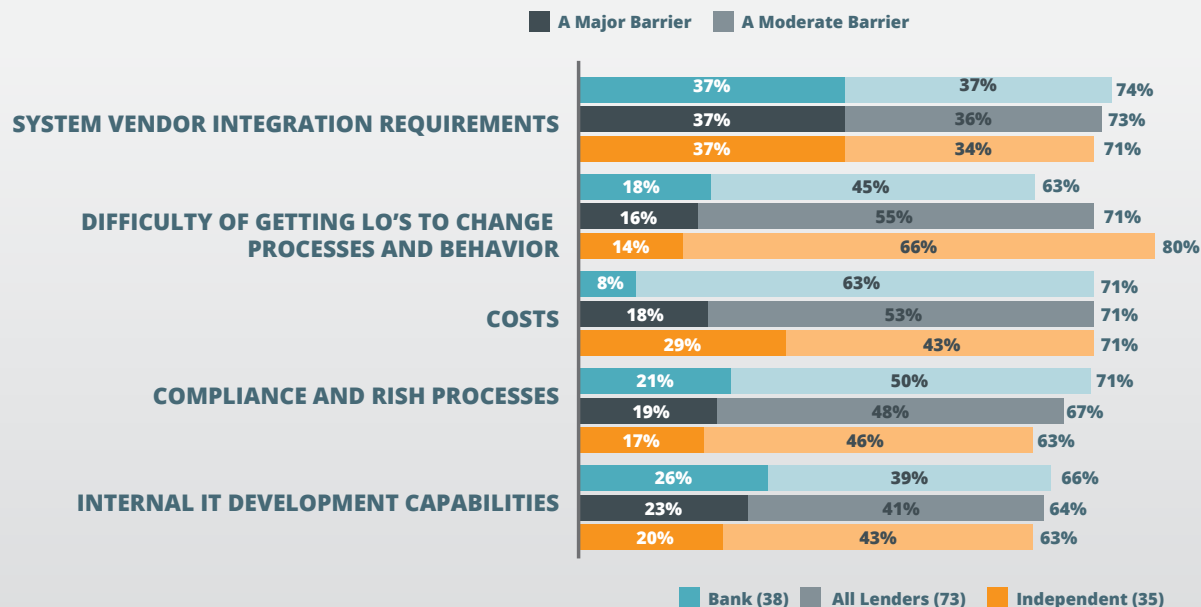 A Major Barrier A Moderate Barrier
SYSTEM VENDOR INTEGRATION REQUIREMENTS
37% 37% 74%
37% 36% 73%
37% 34% 71%
DIFFICULTY OF GETTING LO'S TO CHANGE
PROCESSES AND BEHAVIOR
18% 45% 63%
16% 55% 71%
14% 66% 80%
COSTS
8% 63% 71%
18% 53% 71%
29% 43% 71%
COMPLIANCE AND RISH PROCESSES
21% 50% 71%
19% 48% 67%
17% 46% 63%
INTERNAL IT DEVELOPMENT CAPABILITIES
26% 39% 66%
23% 41% 64%
20% 43% 63%
Bank (38) All Lenders (73) Independent (35)